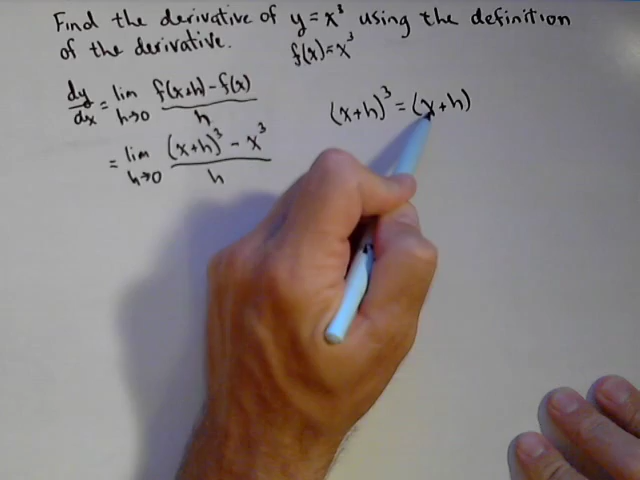 Find the derivative of y = x³ using the definition
of the derivative. f(x)=x³
dy/dx = lim h→0 f(x+h) - f(x) / h
(x+h)³ = (x+h)
= lim h→0 (x+h)³ - x³ / h